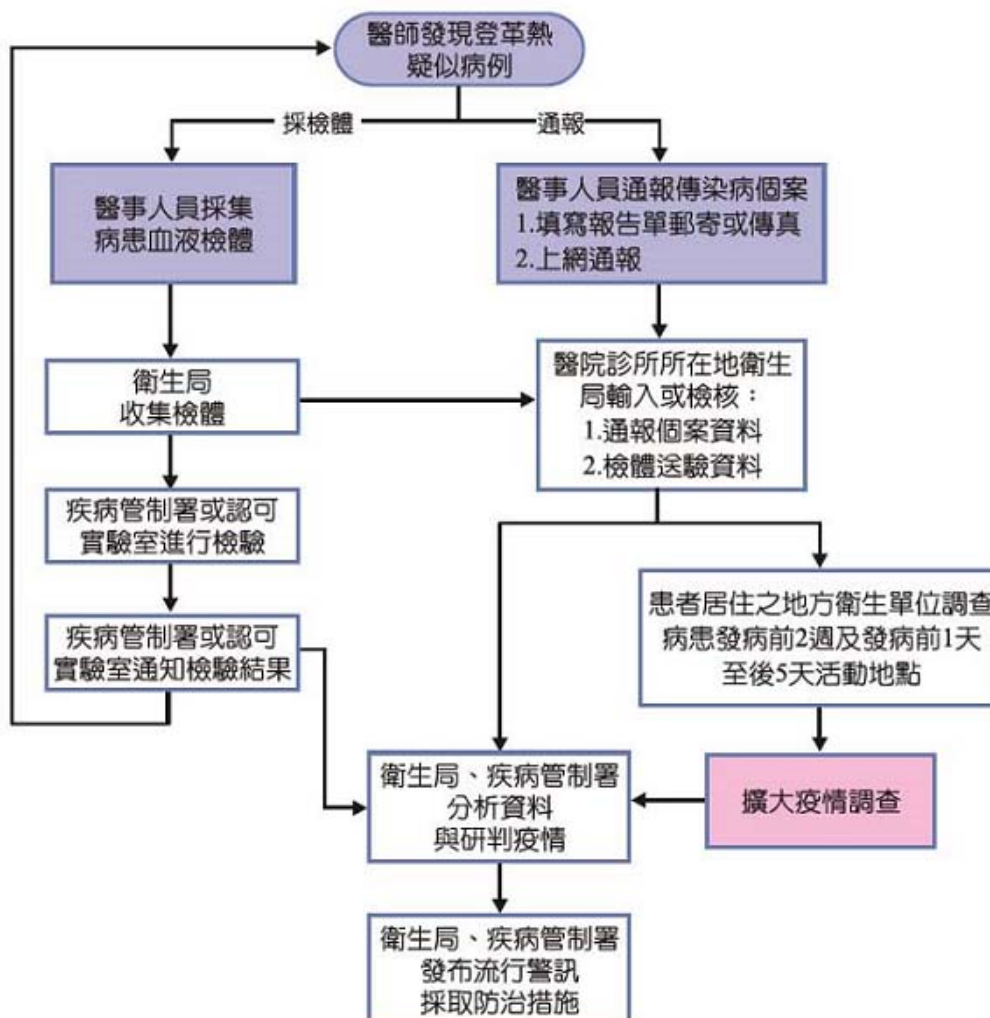 醫師發現登革熱
疑似病例
採檢體
通報
醫事人員採集
病患血液檢體
醫事人員通報傳染病個案
1.填寫報告單郵寄或傳真
2.上網通報
衛生局
收集檢體
醫院診所所在地衛生
局輸入或檢核：
1.通報個案資料
2.檢體送驗資料
疾病管制署或認可
實驗室進行檢驗
疾病管制署或認可
實驗室通知檢驗結果
患者居住之地方衛生單位調查
病患發病前2週及發病前1天
至後5天活動地點
衛生局、疾病管制署
分析資料
與研判疫情
擴大疫情調查
衛生局、疾病管制署
發布流行警訊
採取防治措施